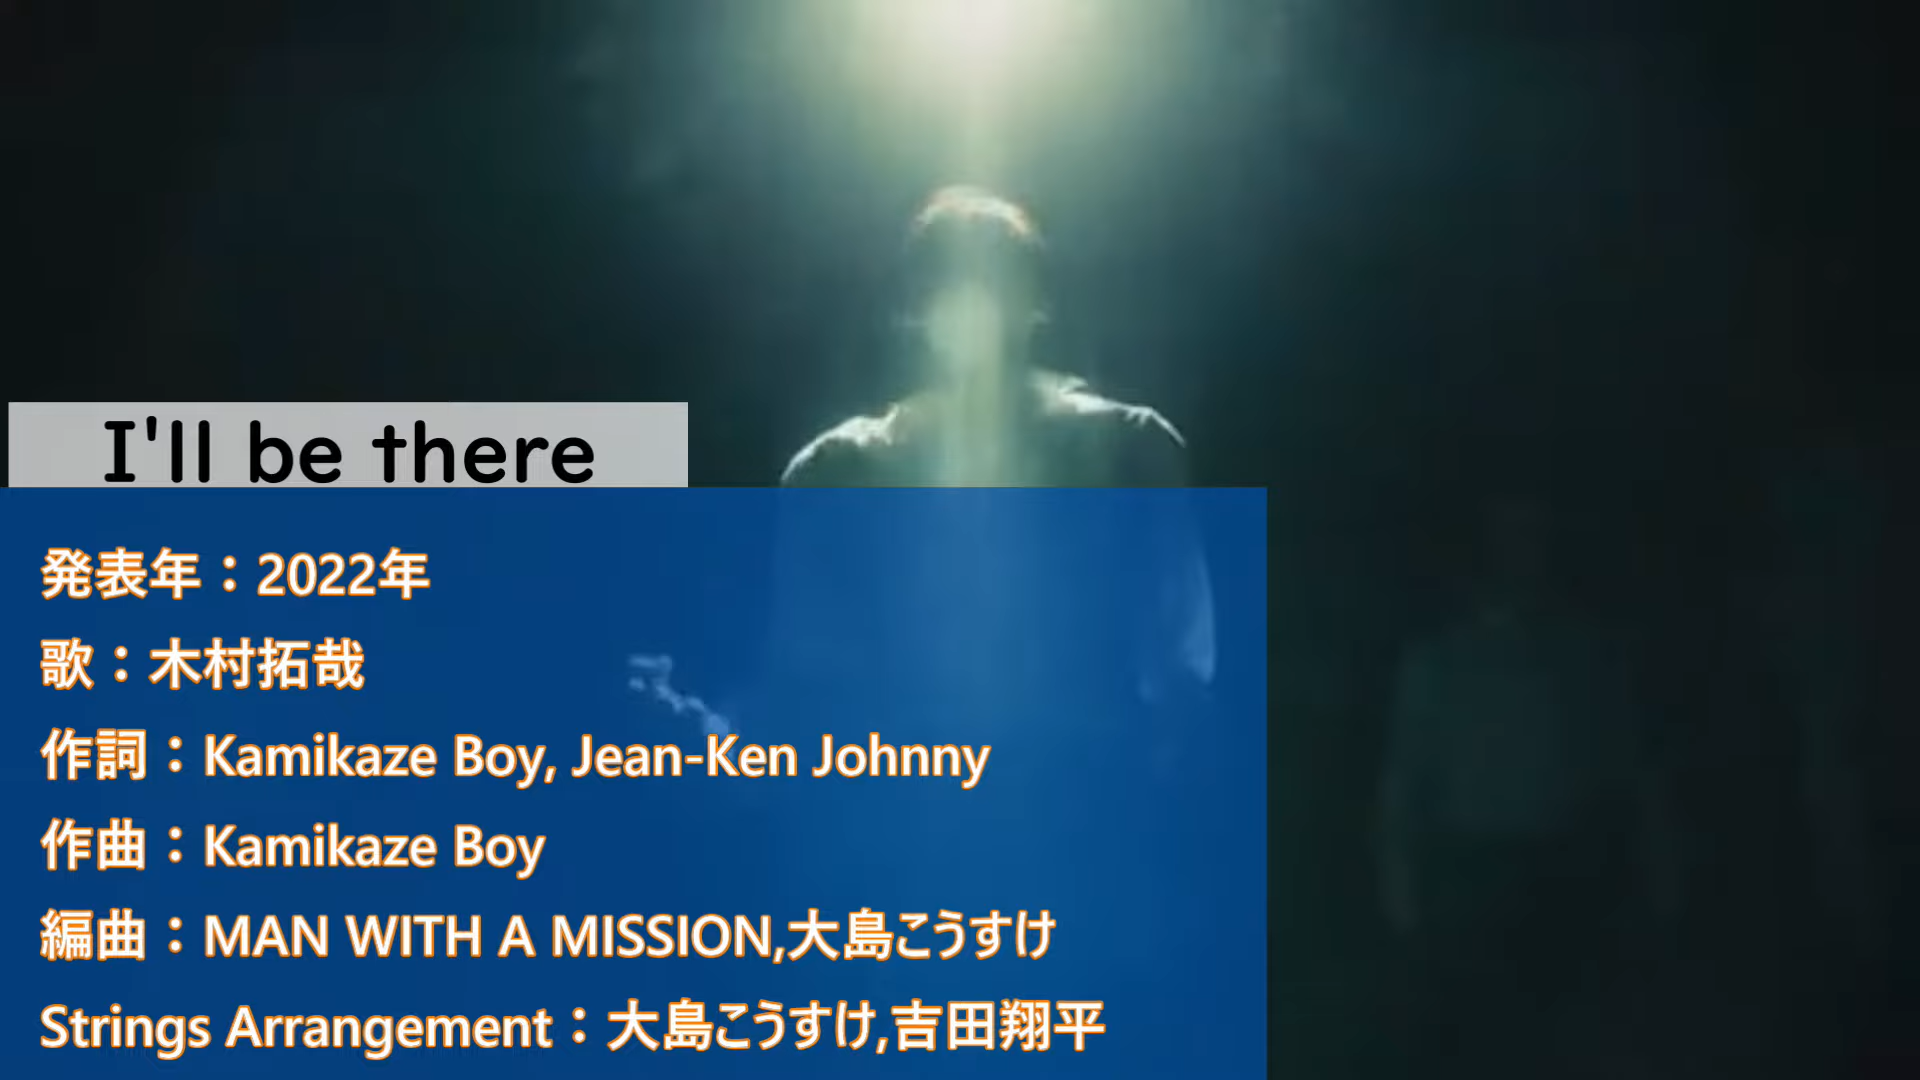 I'll be there
発表年：2022年
歌：木村拓哉
作詞：Kamikaze Boy, Jean-Ken Johnny
作曲：Kamikaze Boy
編曲：MAN WITH A MISSION,大島こうすけ
Strings Arrangement：大島こうすけ,吉田翔平